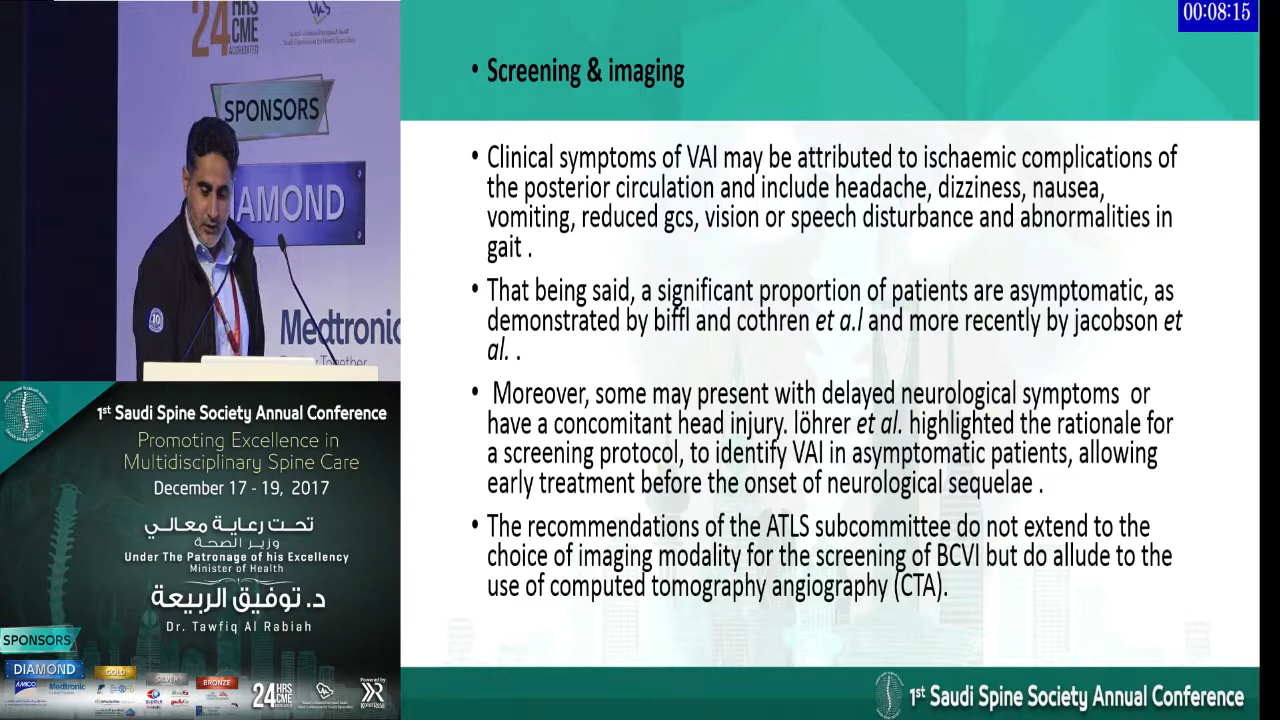 00:08:15
24 HRS
CME
ACCREDITED
SPONSORS
AMOND
Medtronic
Together
• Screening & imaging
• Clinical symptoms of VAI may be attributed to ischaemic complications of
the posterior circulation and include headache, dizziness, nausea,
vomiting, reduced gcs, vision or speech disturbance and abnormalities in
gait .
• That being said, a significant proportion of patients are asymptomatic, as
demonstrated by biffl and cothren et a.l and more recently by jacobson et
al. .
• Moreover, some may present with delayed neurological symptoms or
have a concomitant head injury. löhrer et al. highlighted the rationale for
a screening protocol, to identify VAI in asymptomatic patients, allowing
early treatment before the onset of neurological sequelae .
• The recommendations of the ATLS subcommittee do not extend to the
choice of imaging modality for the screening of BCVI but do allude to the
use of computed tomography angiography (CTA).
1st Saudi Spine Society Annual Conference
Promoting Excellence in
Multidisciplinary Spine Care
December 17 - 19, 2017
تحت رعاية معالي
وزير الصحة
Under The Patronage of his Excellency
Minister of Health
د. توفيق الربيعة
Dr. Tawfiq Al Rabiah
SPONSORS
DIAMOND
GOLD
SILVER
BRONZE
AMICO
Medtronic
24 HRS
CME
ACCREDITED
Powered by
1st Saudi Spine Society Annual Conference